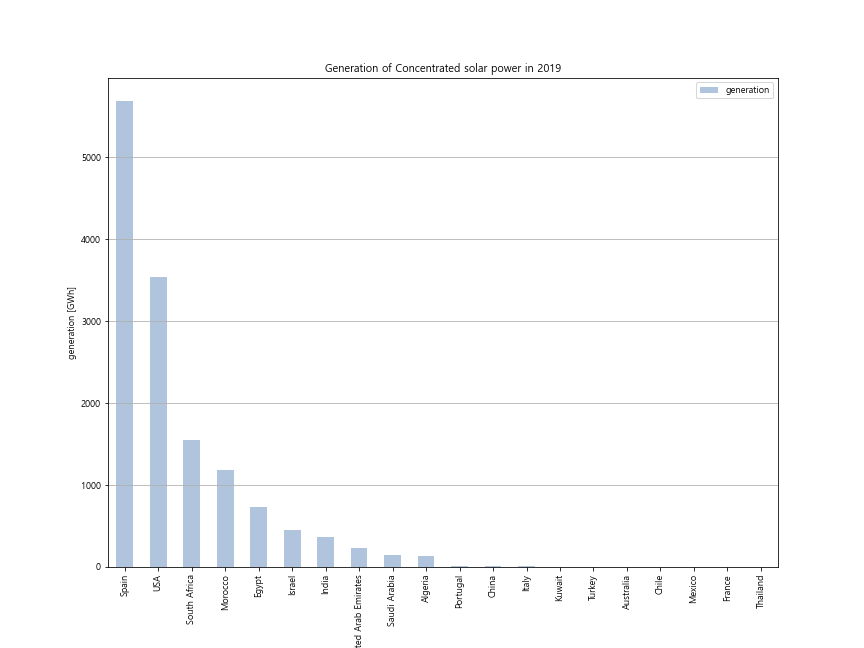 Generation of Concentrated solar power in 2019
generation
generation [GWh]
5000
4000
3000
2000
1000
0
Spain
USA
South Africa
Morocco
Egypt
Israel
India
ted Arab Emirates
Saudi Arabia
Algeria
Portugal
China
Italy
Kuwait
Turkey
Australia
Chile
Mexico
France
Thailand